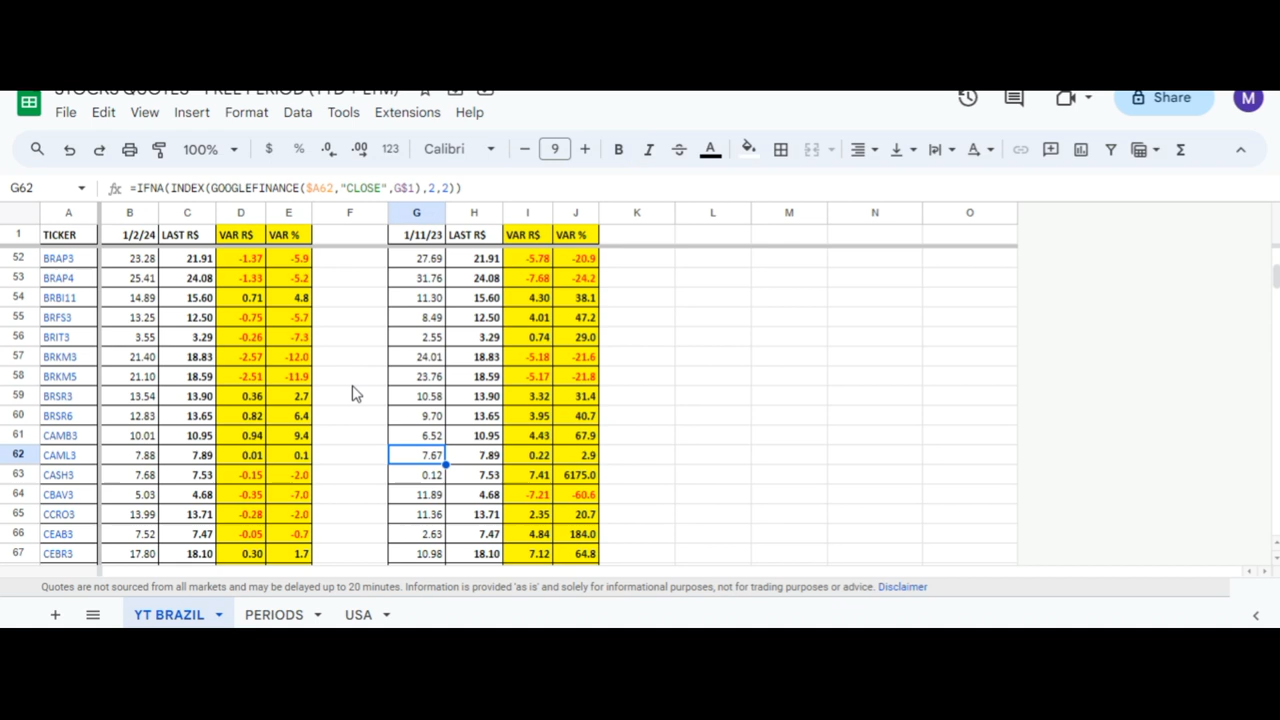 STOCKS QUOTES - FREE PERIOD (YTD + LTM)
File Edit View Insert Format Data Tools Extensions Help
Share M
100% $ % .0 .00 123 Calibri 9 B I A
G62 fx =IFNA(INDEX(GOOGLEFINANCE($A62,"CLOSE",G$1),2,2))
A B C D E F G H I J K L M N O
1 TICKER 1/2/24 LAST R$ VAR R$ VAR % 1/11/23 LAST R$ VAR R$ VAR %
52 BRAP3 23.28 21.91 -1.37 -5.9 27.69 21.91 -5.78 -20.9
53 BRAP4 25.41 24.08 -1.33 -5.2 31.76 24.08 -7.68 -24.2
54 BRBI11 14.89 15.60 0.71 4.8 11.30 15.60 4.30 38.1
55 BRFS3 13.25 12.50 -0.75 -5.7 8.49 12.50 4.01 47.2
56 BRIT3 3.55 3.29 -0.26 -7.3 2.55 3.29 0.74 29.0
57 BRKM3 21.40 18.83 -2.57 -12.0 24.01 18.83 -5.18 -21.6
58 BRKM5 21.10 18.59 -2.51 -11.9 23.76 18.59 -5.17 -21.8
59 BRSR3 13.54 13.90 0.36 2.7 10.58 13.90 3.32 31.4
60 BRSR6 12.83 13.65 0.82 6.4 9.70 13.65 3.95 40.7
61 CAMB3 10.01 10.95 0.94 9.4 6.52 10.95 4.43 67.9
62 CAML3 7.88 7.89 0.01 0.1 7.67 7.89 0.22 2.9
63 CASH3 7.68 7.53 -0.15 -2.0 0.12 7.53 7.41 6175.0
64 CBAV3 5.03 4.68 -0.35 -7.0 11.89 4.68 -7.21 -60.6
65 CCRO3 13.99 13.71 -0.28 -2.0 11.36 13.71 2.35 20.7
66 CEAB3 7.52 7.47 -0.05 -0.7 2.63 7.47 4.84 184.0
67 CEBR3 17.80 18.10 0.30 1.7 10.98 18.10 7.12 64.8
Quotes are not sourced from all markets and may be delayed up to 20 minutes. Information is provided 'as is' and solely for informational purposes, not for trading purposes or advice. Disclaimer
YT BRAZIL PERIODS USA